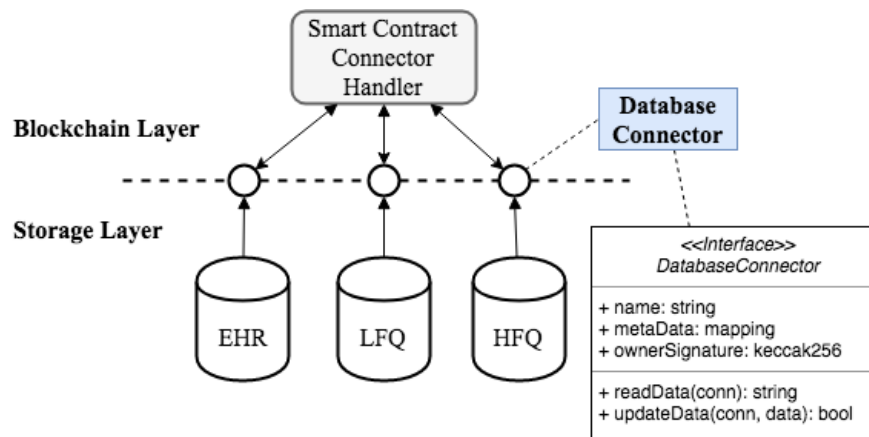 Smart Contract
Connector
Handler
Blockchain Layer
Database
Connector
Storage Layer
EHR
LFQ
HFQ
<<Interface>>
DatabaseConnector
+ name: string
+ metaData: mapping
+ ownerSignature: keccak256
+ readData(conn): string
+ updateData(conn, data): bool